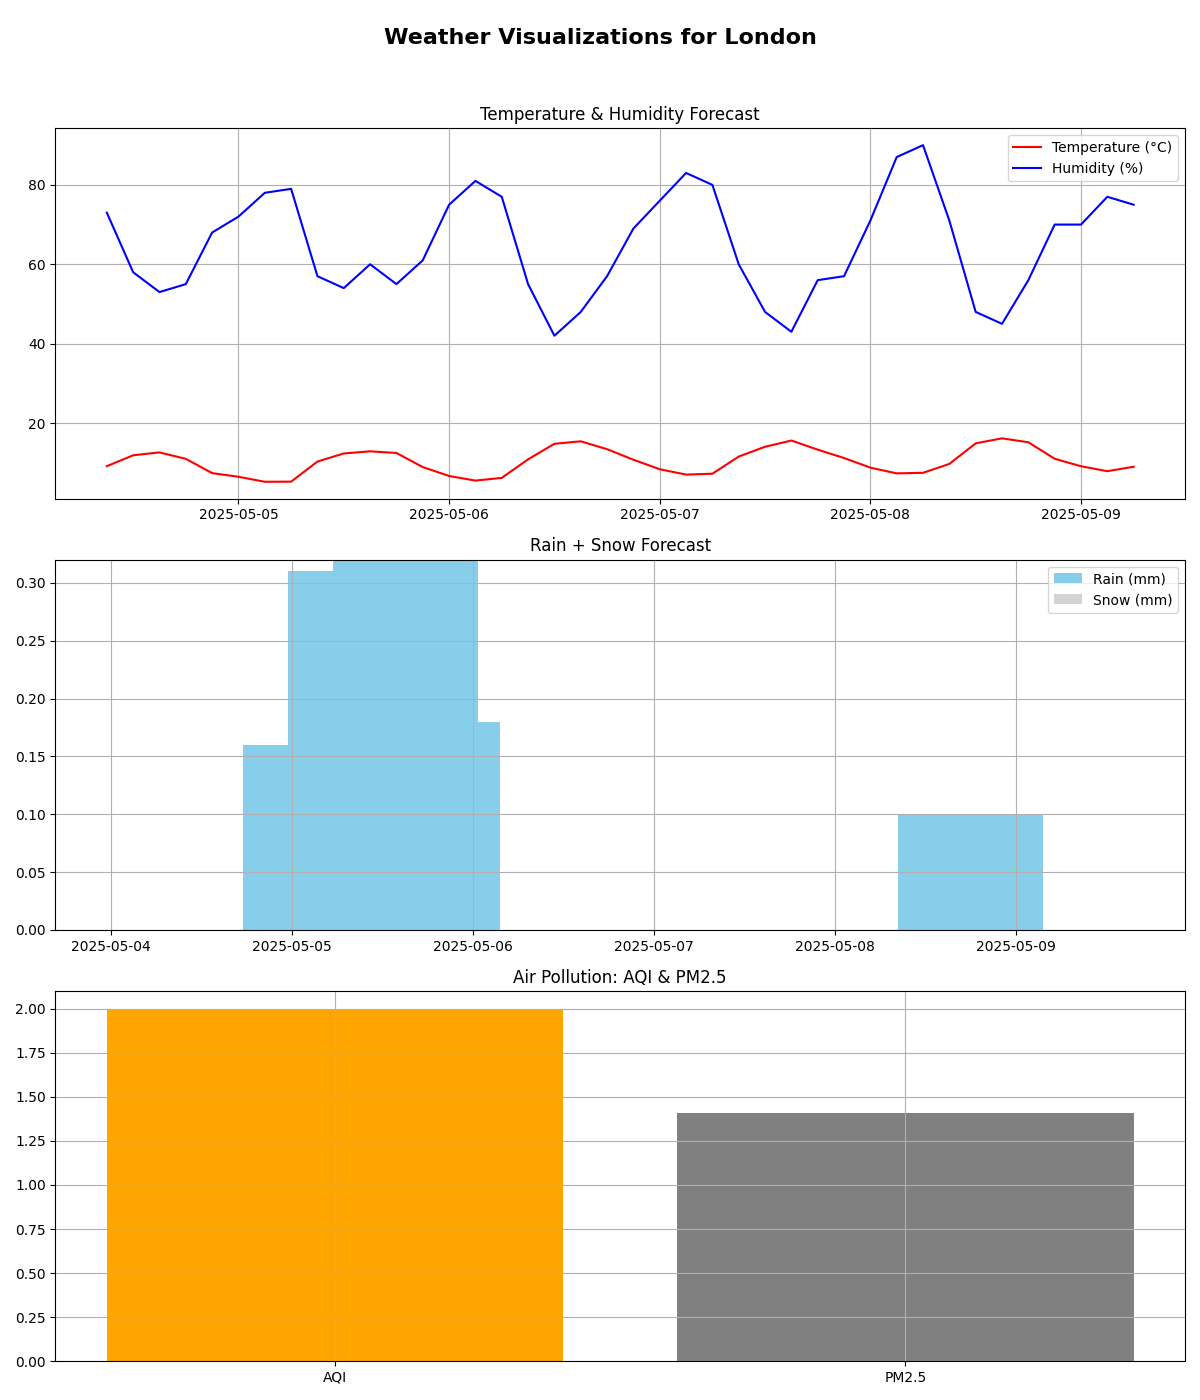 Weather Visualizations for London
Temperature & Humidity Forecast
Temperature (°C)
Humidity (%)
80
60
40
20
2025-05-05 2025-05-06 2025-05-07 2025-05-08 2025-05-09
Rain + Snow Forecast
Rain (mm)
Snow (mm)
0.30
0.25
0.20
0.15
0.10
0.05
0.00
2025-05-04 2025-05-05 2025-05-06 2025-05-07 2025-05-08 2025-05-09
Air Pollution: AQI & PM2.5
2.00
1.75
1.50
1.25
1.00
0.75
0.50
0.25
0.00
AQI PM2.5